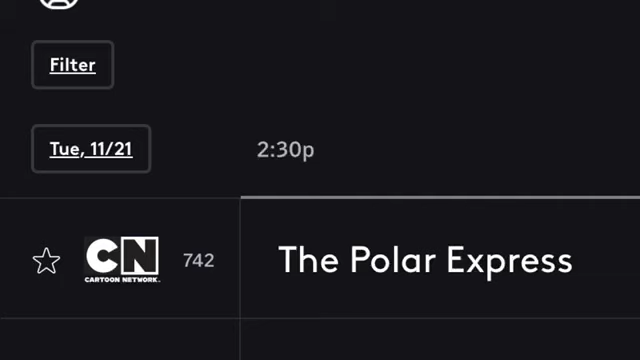 Filter
Tue, 11/21
2:30p
CN
CARTOON NETWORK
742
The Polar Express